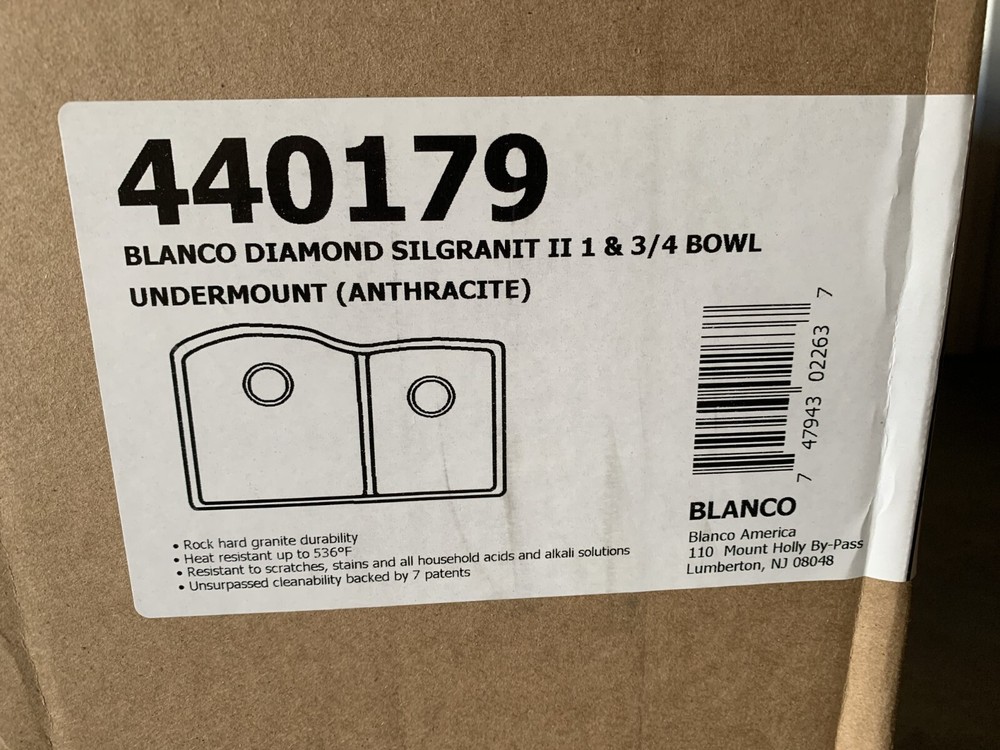 440179
BLANCO DIAMOND SILGRANIT II 1 & 3/4 BOWL
UNDERMOUNT (ANTHRACITE)
7 47943 02263 7
• Rock hard granite durability
• Heat resistant up to 536ºF
• Resistant to scratches, stains and all household acids and alkali solutions
• Unsurpassed cleanability backed by 7 patents
BLANCO
Blanco America
110 Mount Holly By-Pass
Lumberton, NJ 08048